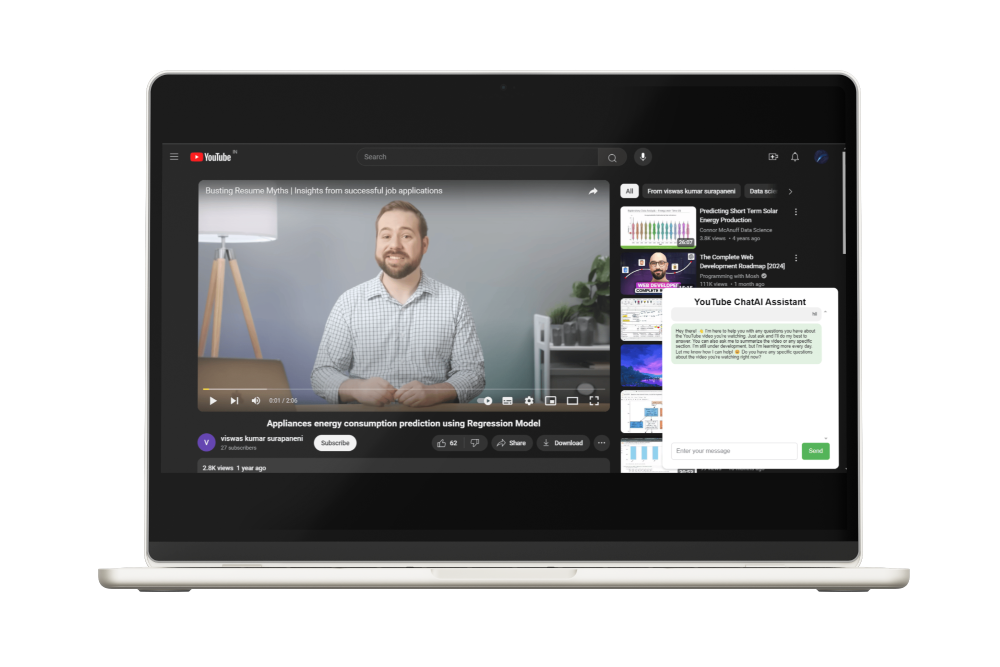 YouTube IN
Search
Busting Resume Myths | Insights from successful job applications
0:01 / 2:06
Appliances energy consumption prediction using Regression Model
V
viswas kumar surapaneni
27 subscribers
Subscribe
62
Share
Download
2.8K views 1 year ago
All
From viswas kumar surapaneni
Data scie
Predicting Short Term Solar
Energy Production
Connor McAnuff Data Science
3.8K views • 4 years ago
26:07
The Complete Web
Development Roadmap [2024]
Programming with Mosh
111K views • 1 month ago
WEB DEVELOPER
YouTube ChatAI Assistant
Hi!
Hey there! 👋 I'm here to help you with any questions you have about
the YouTube video you're watching. Just ask and I'll do my best to
answer. You can also ask me to summarize the video or any specific
section. I'm still under development, but I'm learning more every day.
Let me know how I can help! 😄 Do you have any specific questions
about the video you're watching right now?
Enter your message
Send